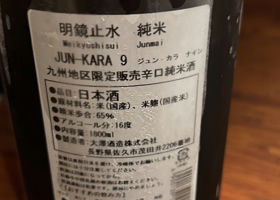 明鏡止水 純米
Meikyoshisui Junmai
JUN-KARA 9 ジュン・カラ ナイン
九州地区限定販売辛口純米酒
●品目:日本酒
●原材料名:米(国産)、米麹(国産米)
●精米歩合:65%
●アルコール分:16度
●内容量:1800ml
大澤酒造株式会社
長野県佐久市茂田井2206番地